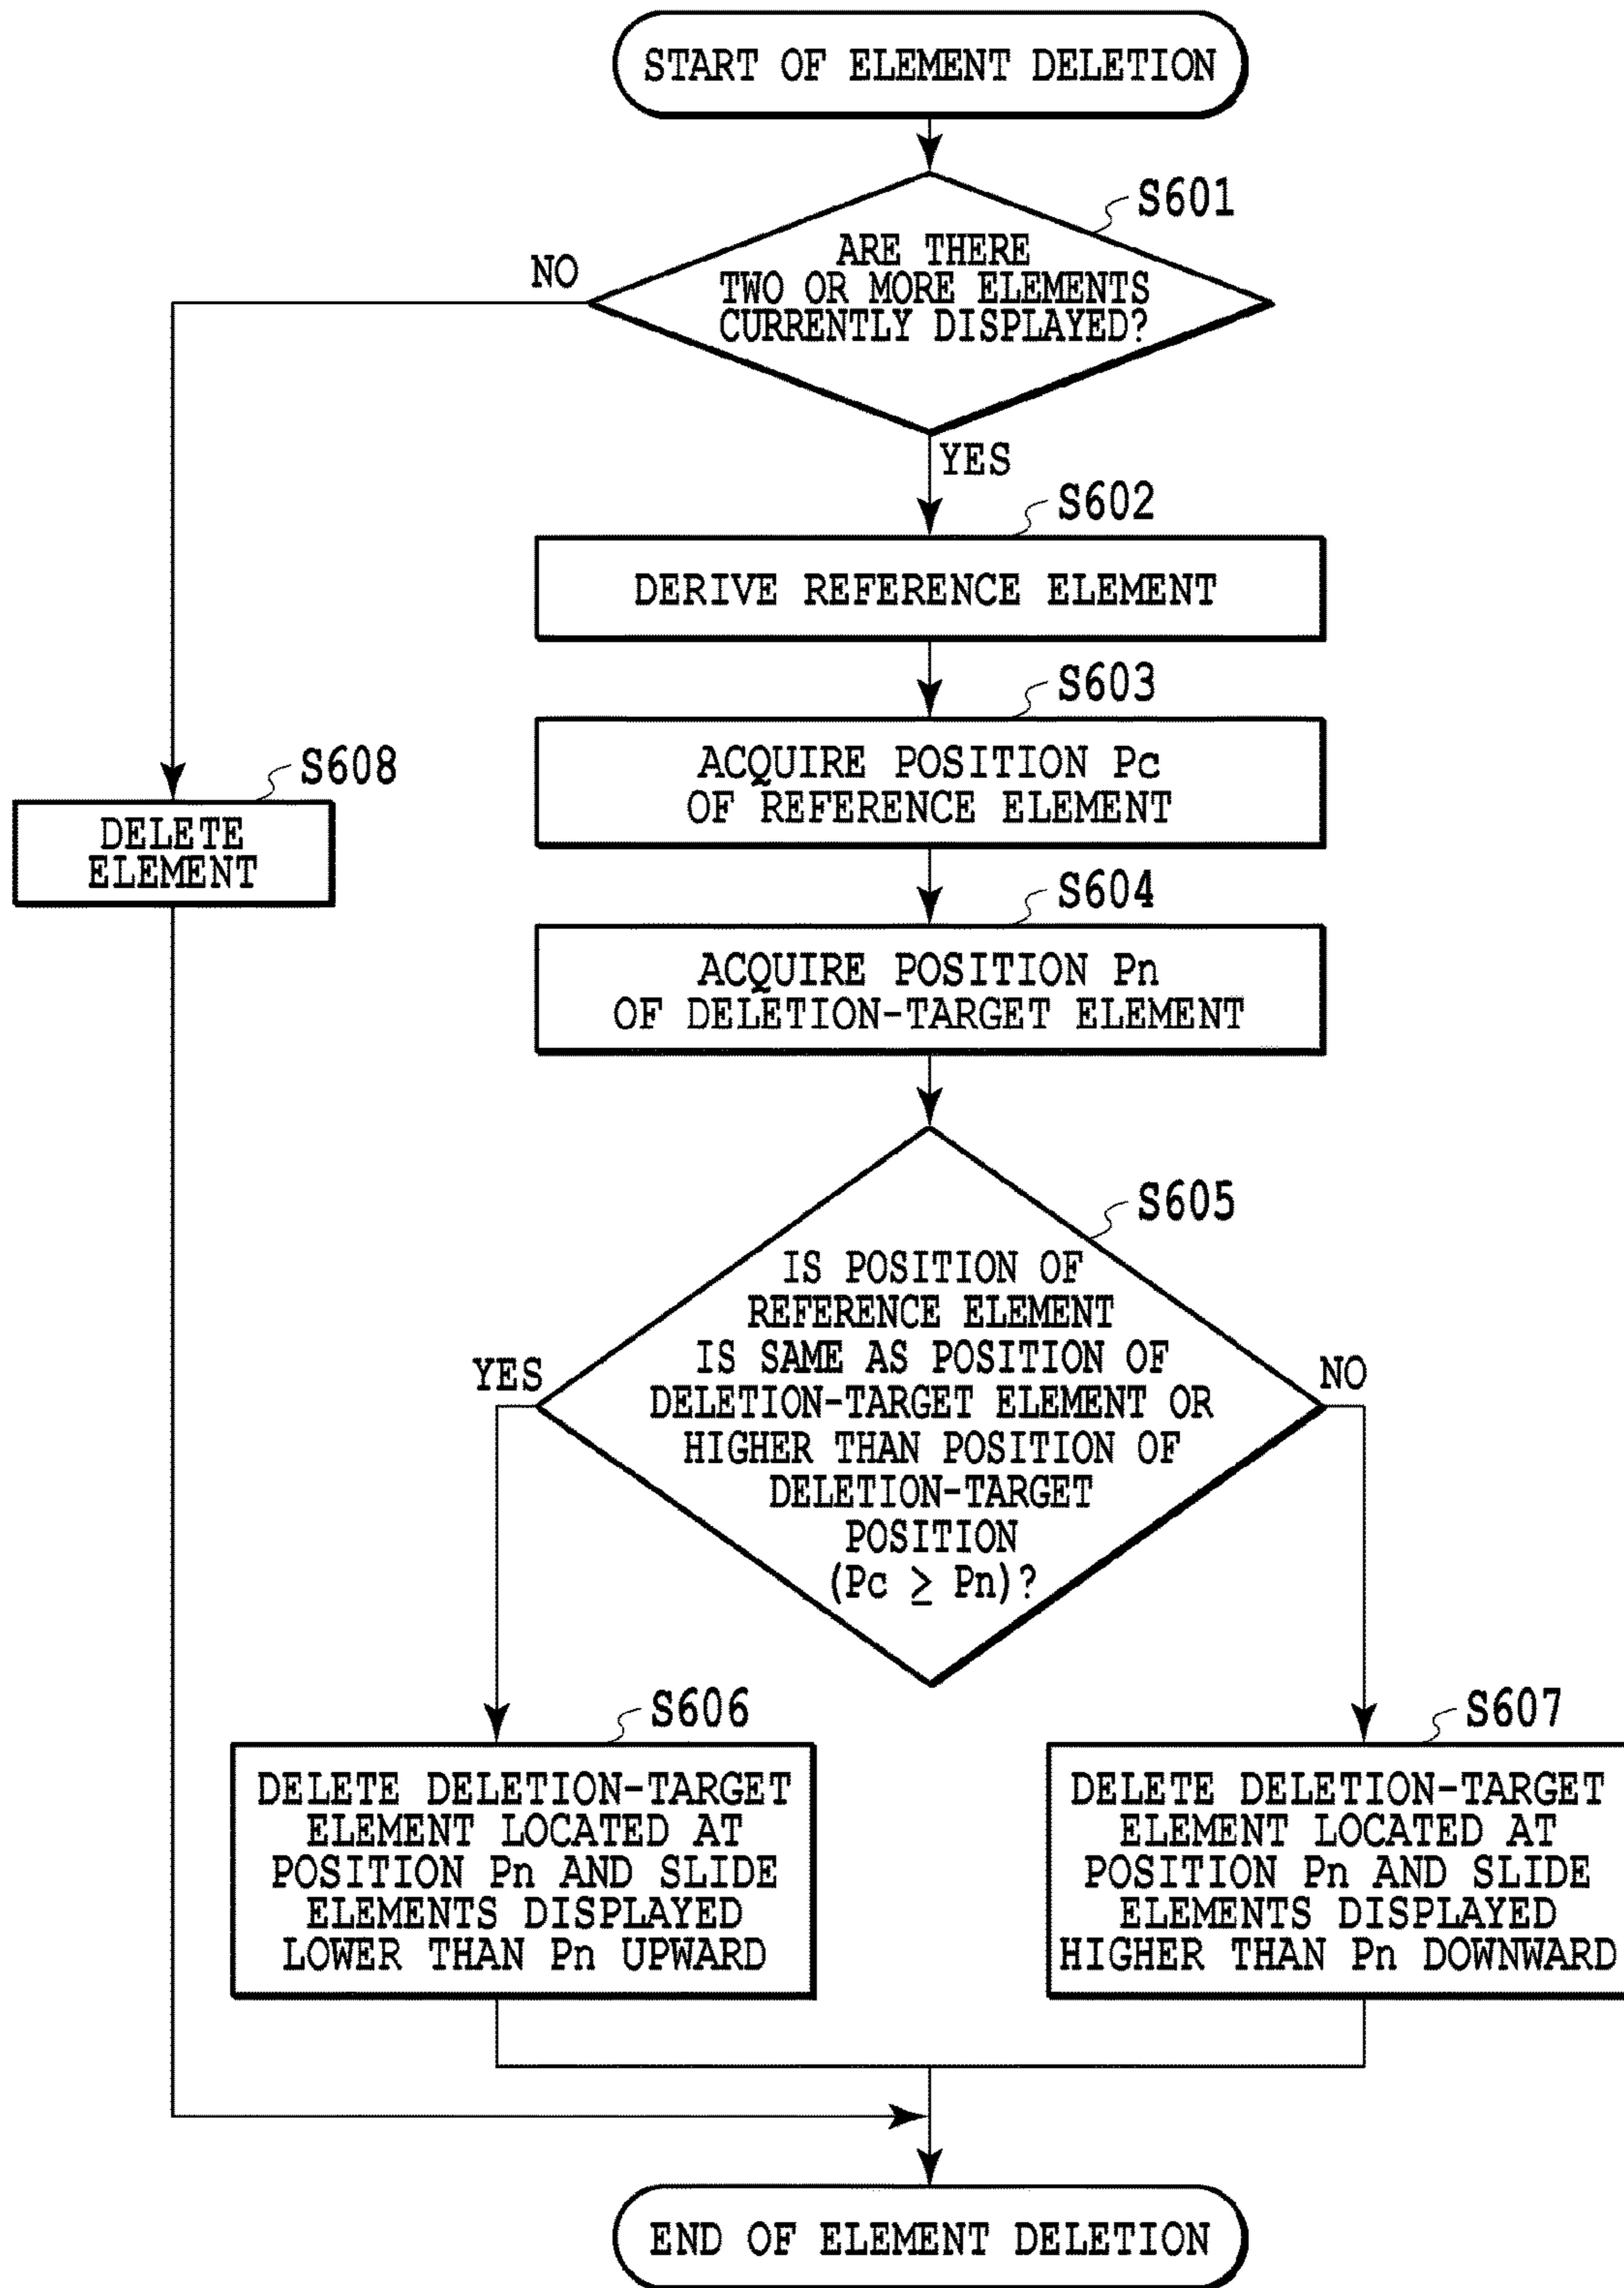 START OF ELEMENT DELETION
S601
ARE THERE
TWO OR MORE ELEMENTS
CURRENTLY DISPLAYED?
NO
YES
S602
DERIVE REFERENCE ELEMENT
S603
ACQUIRE POSITION Pc
OF REFERENCE ELEMENT
S608
DELETE
ELEMENT
S604
ACQUIRE POSITION Pn
OF DELETION-TARGET ELEMENT
S605
IS POSITION OF
REFERENCE ELEMENT
IS SAME AS POSITION OF
DELETION-TARGET ELEMENT OR
HIGHER THAN POSITION OF
DELETION-TARGET
POSITION
(Pc ≥ Pn)?
YES
NO
S606
DELETE DELETION-TARGET
ELEMENT LOCATED AT
POSITION Pn AND SLIDE
ELEMENTS DISPLAYED
LOWER THAN Pn UPWARD
S607
DELETE DELETION-TARGET
ELEMENT LOCATED AT
POSITION Pn AND SLIDE
ELEMENTS DISPLAYED
HIGHER THAN Pn DOWNWARD
END OF ELEMENT DELETION